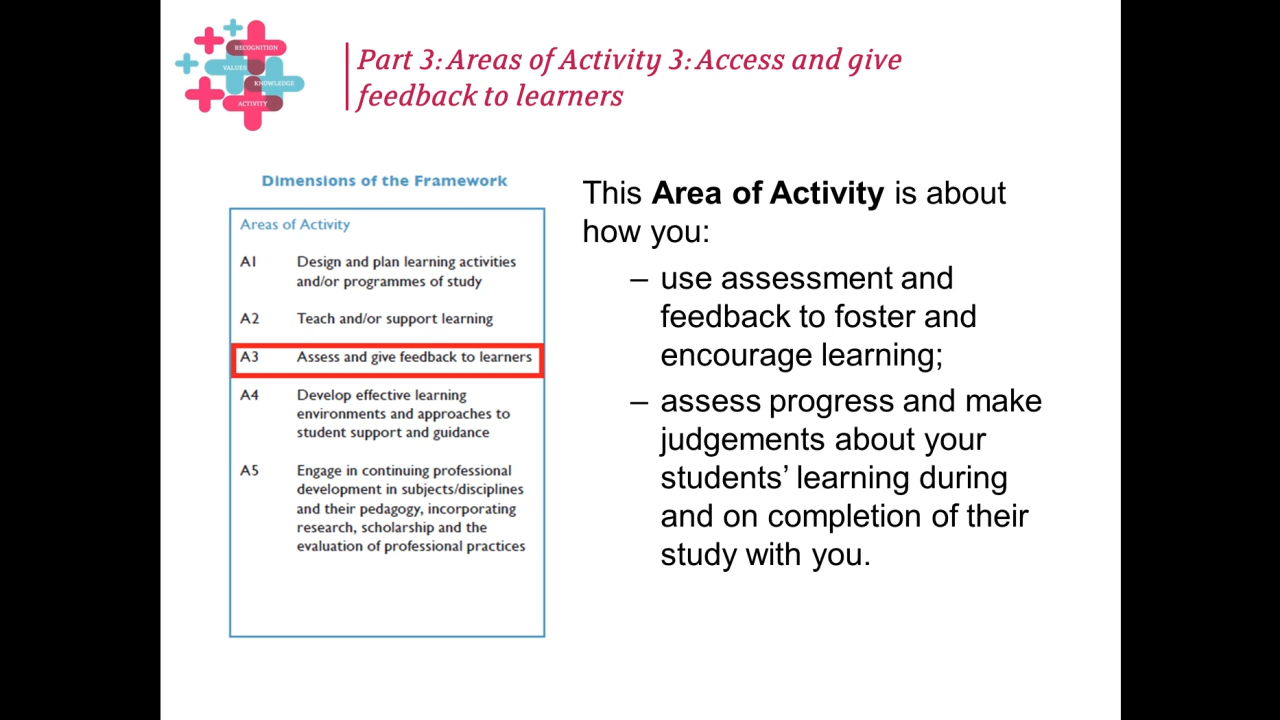 RECOGNITION
VALUES
KNOWLEDGE
ACTIVITY
Part 3: Areas of Activity 3: Access and give
feedback to learners
Dimensions of the Framework
Areas of Activity
A1 Design and plan learning activities
and/or programmes of study
A2 Teach and/or support learning
A3 Assess and give feedback to learners
A4 Develop effective learning
environments and approaches to
student support and guidance
A5 Engage in continuing professional
development in subjects/disciplines
and their pedagogy, incorporating
research, scholarship and the
evaluation of professional practices
This Area of Activity is about
how you:
– use assessment and
feedback to foster and
encourage learning;
– assess progress and make
judgements about your
students’ learning during
and on completion of their
study with you.